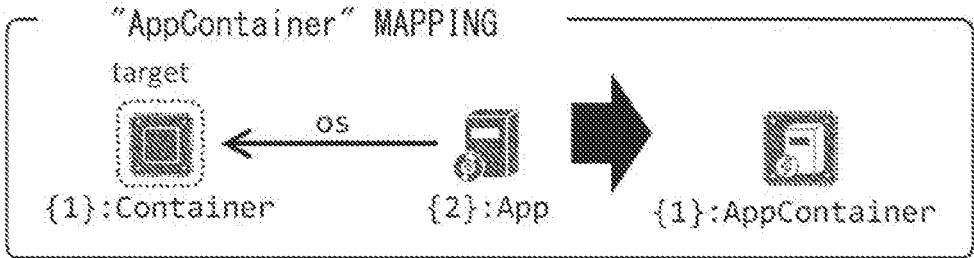 "AppContainer" MAPPING
target
os
{1}:Container
{2}:App
{1}:AppContainer